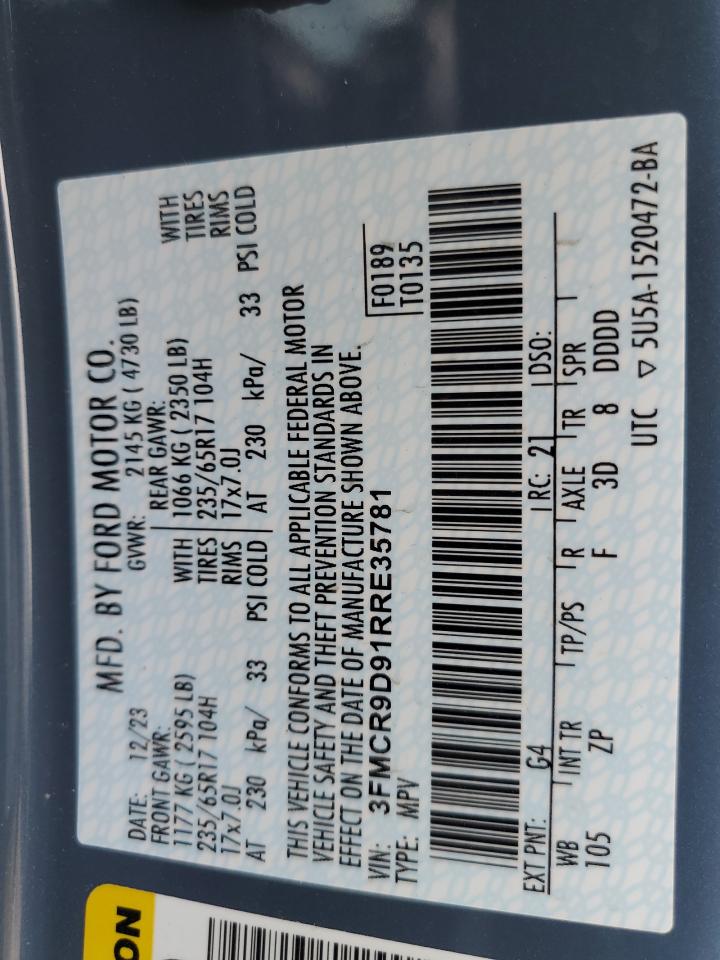 MFD. BY FORD MOTOR CO.
DATE: 12/23 GVWR: 2145 KG ( 4730 LB)
FRONT GAWR: REAR GAWR:
1177 KG ( 2595 LB) WITH 1066 KG ( 2350 LB) WITH
235/65R17 104H TIRES 235/65R17 104H TIRES
17x7.0J RIMS 17x7.0J RIMS
AT 230 kPa/ 33 PSI COLD AT 230 kPa/ 33 PSI COLD
THIS VEHICLE CONFORMS TO ALL APPLICABLE FEDERAL MOTOR
VEHICLE SAFETY AND THEFT PREVENTION STANDARDS IN
EFFECT ON THE DATE OF MANUFACTURE SHOWN ABOVE.
VIN: 3FMCR9D91RRE35781 F0189
TYPE: MPV T0135
EXT PNT: G4 RC: 21 DSO:
WB INT TR TP/PS R AXLE TR SPR
105 ZP F 3D 8 DDDD
UTC ▽ 5U5A-1520472-BA
ON